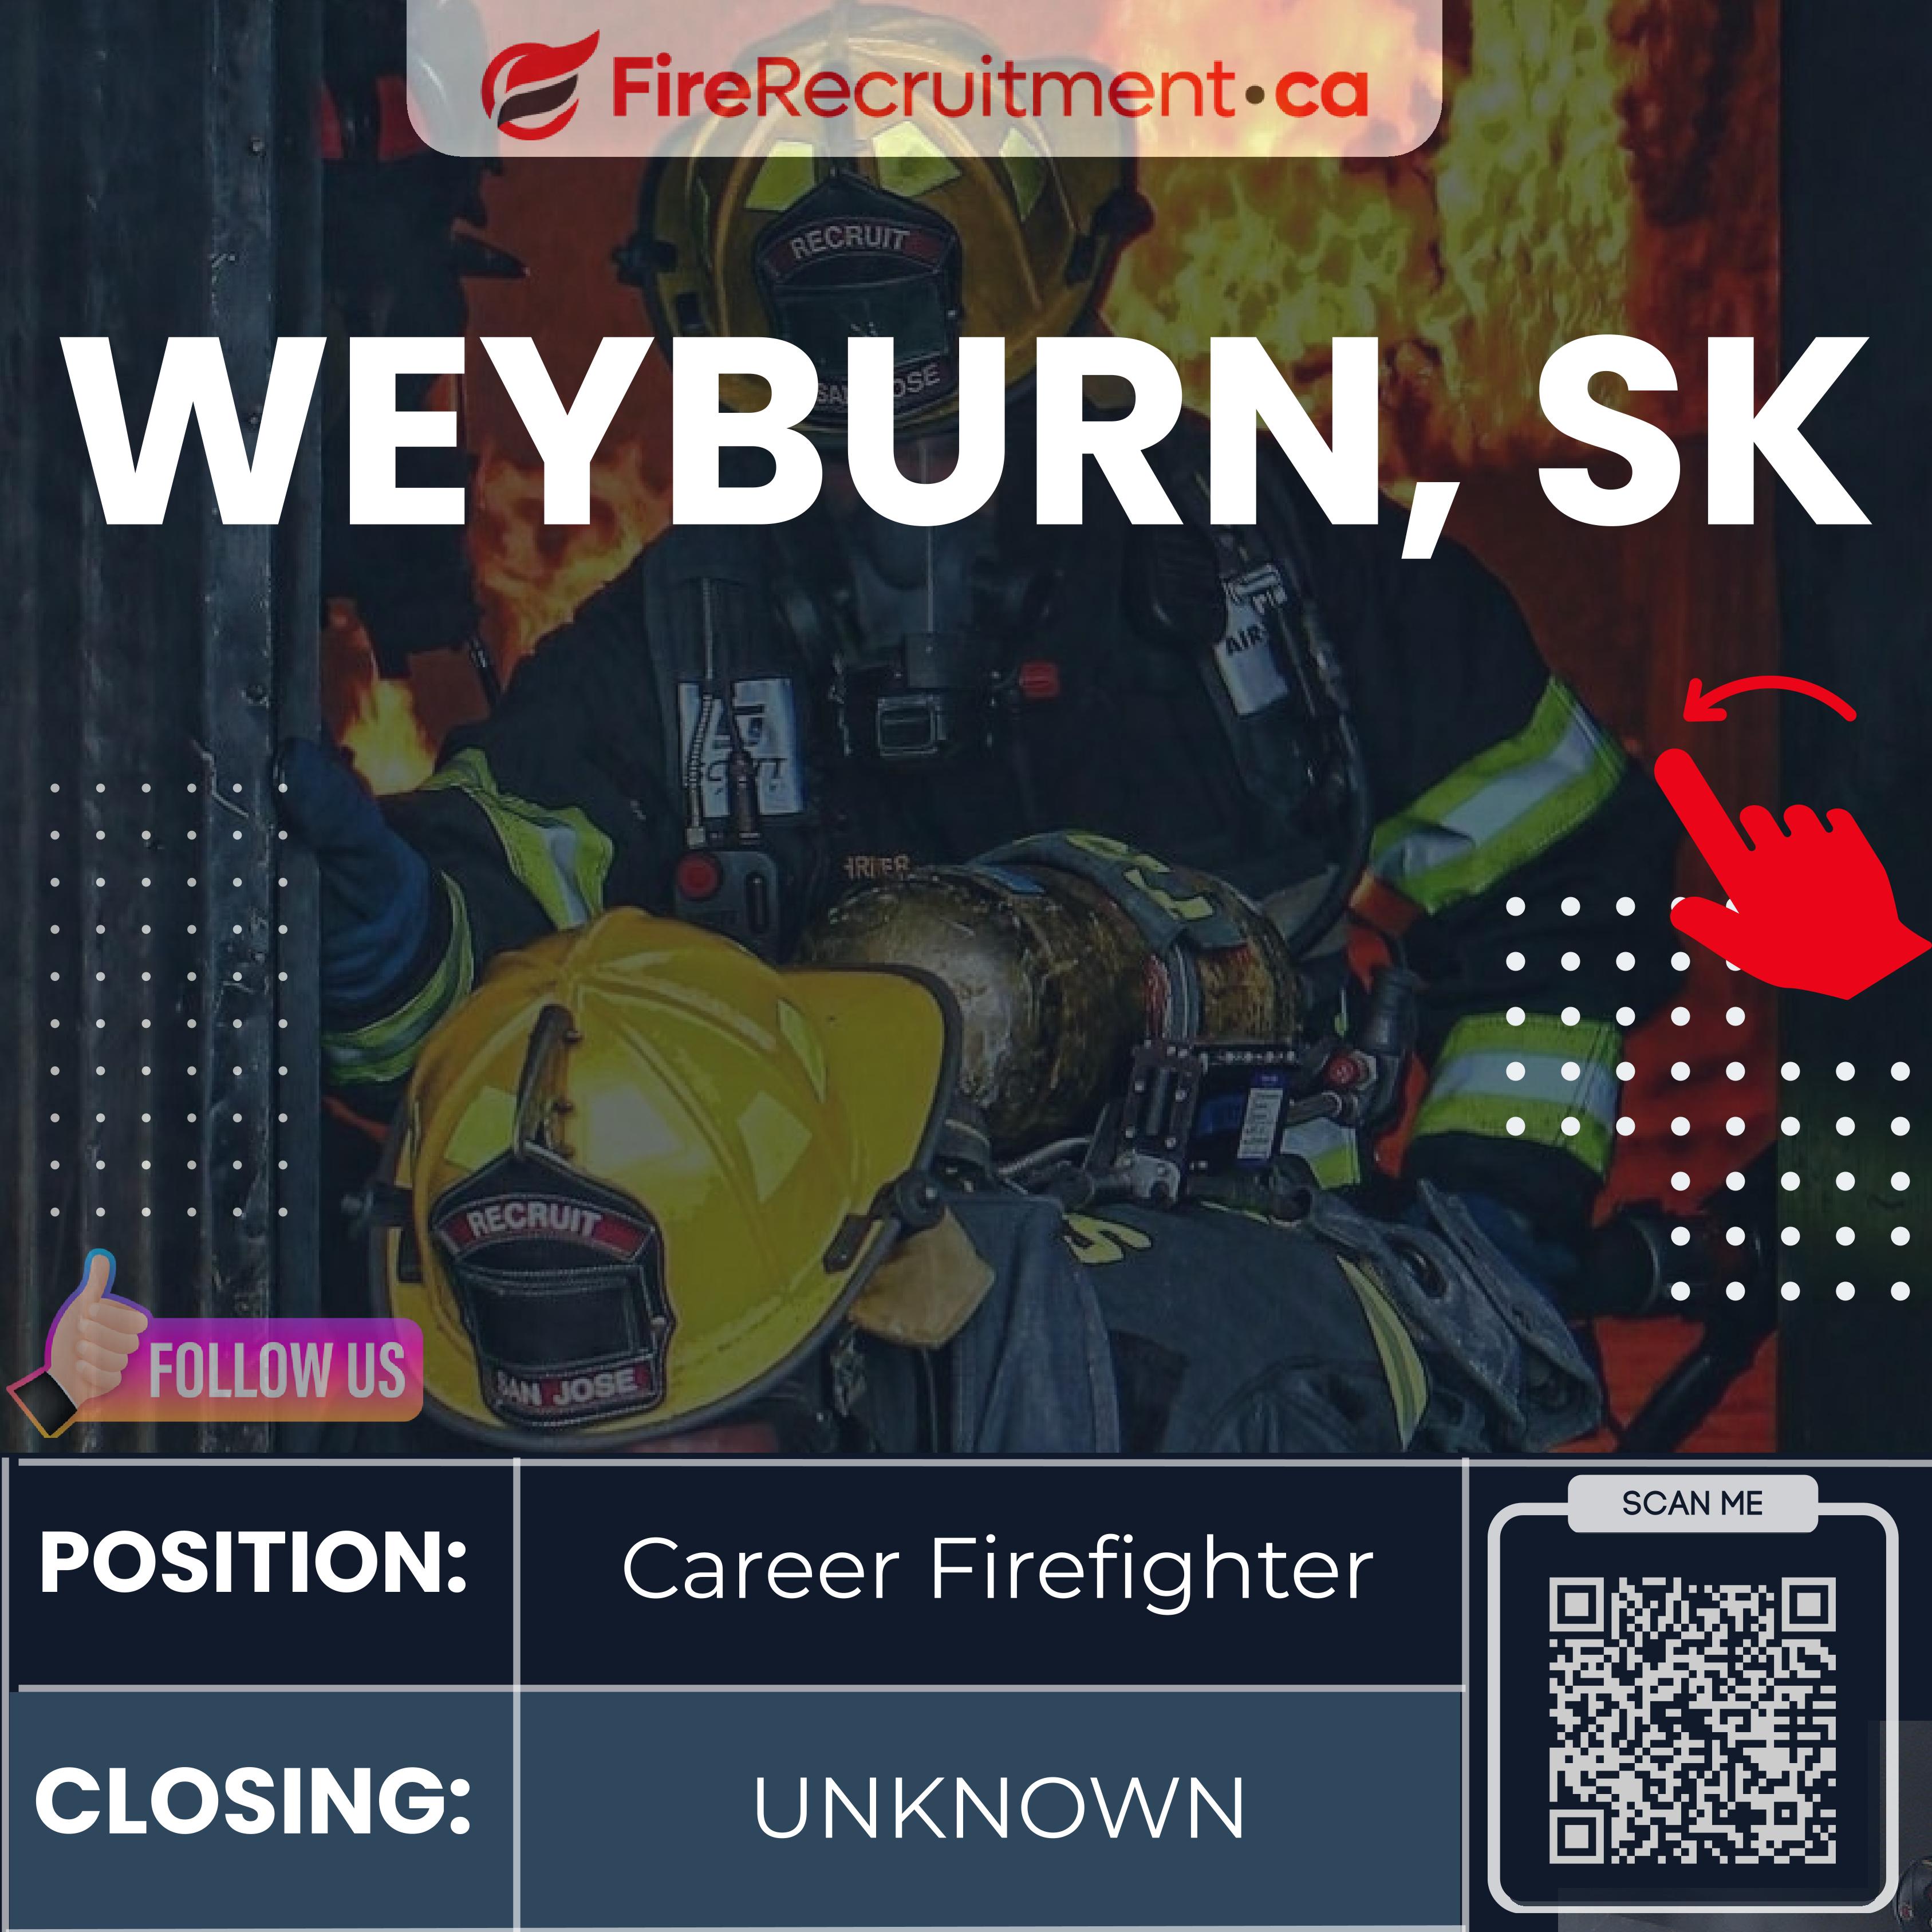 FireRecruitment.ca
RECRUIT
SAN JOSE
WEYBURN, SK
AIR
RECRUIT
SAN JOSE
FOLLOW US
POSITION:
Career Firefighter
SCAN ME
CLOSING:
UNKNOWN